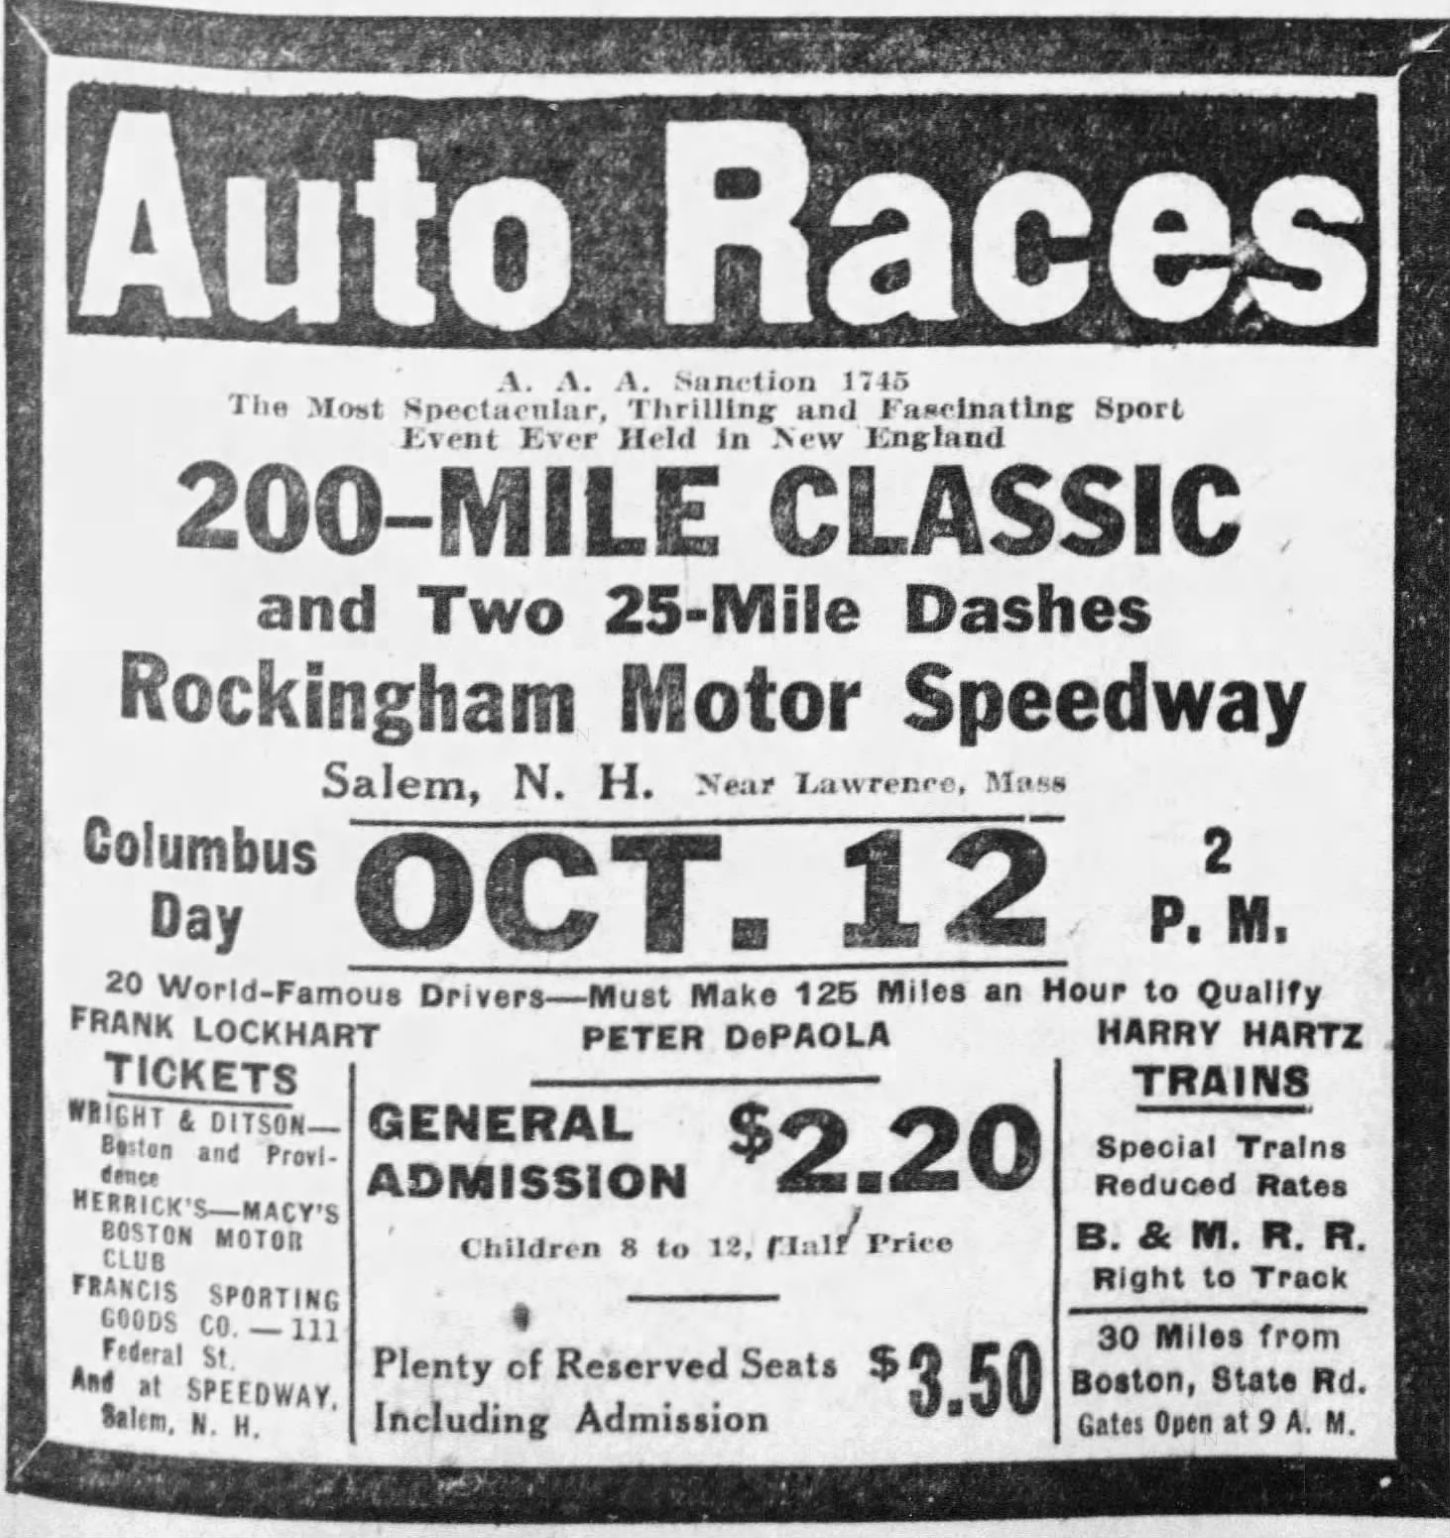 Auto Races
A. A. A. Sanction 1745
The Most Spectacular, Thrilling and Fascinating Sport
Event Ever Held in New England
200-MILE CLASSIC
and Two 25-Mile Dashes
Rockingham Motor Speedway
Salem, N. H. Near Lawrence, Mass
Columbus
Day
OCT. 12
2
P. M.
20 World-Famous Drivers—Must Make 125 Miles an Hour to Qualify
FRANK LOCKHART PETER DePAOLA HARRY HARTZ
TICKETS
WRIGHT & DITSON—
Boston and Provi-
dence
HERRICK'S—MACY'S
BOSTON MOTOR
CLUB
FRANCIS SPORTING
GOODS CO. — 111
Federal St.
And at SPEEDWAY,
Salem, N. H.
GENERAL
ADMISSION
$2.20
Children 8 to 12, Half Price
Plenty of Reserved Seats
Including Admission
$3.50
TRAINS
Special Trains
Reduced Rates
B. & M. R. R.
Right to Track
30 Miles from
Boston, State Rd.
Gates Open at 9 A. M.